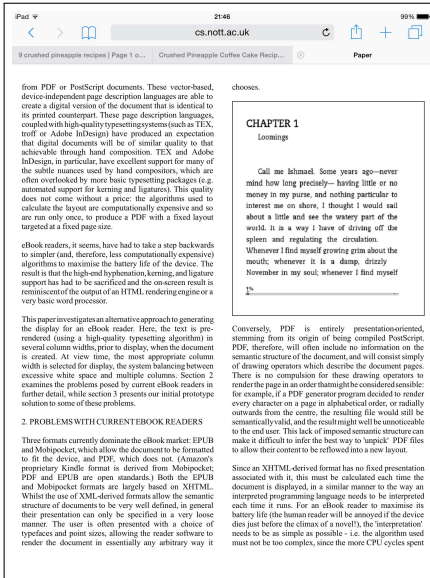 iPad
21:46
99%
cs.nott.ac.uk
9 crushed pineapple recipes | Page 1 o...
Crushed Pineapple Coffee Cake Recip...
Paper
from PDF or PostScript documents. These vector-based,
device-independent page description languages are able to
create a digital version of the document that is identical to
its printed counterpart. These page description languages,
coupled with high-quality typesetting systems (such as TEX,
troff or Adobe InDesign) have produced an expectation
that digital documents will be of similar quality to that
achievable through hand composition. TEX and Adobe
InDesign, in particular, have excellent support for many of
the subtle nuances used by hand compositors, which are
often overlooked by more basic typesetting packages (e.g.
automated support for kerning and ligatures). This quality
does not come without a price: the algorithms used to
calculate the layout are computationally expensive and so
are run only once, to produce a PDF with a fixed layout
targeted at a fixed page size.
eBook readers, it seems, have had to take a step backwards
to simpler (and, therefore, less computationally expensive)
algorithms to maximise the battery life of the device. The
result is that the high-end hyphenation, kerning, and ligature
support has had to be sacrificed and the on-screen result is
reminiscent of the output of an HTML rendering engine or a
very basic word processor.
This paper investigates an alternative approach to generating
the display for an eBook reader. Here, the text is pre-
rendered (using a high-quality typesetting algorithm) in
several column widths, prior to display, when the document
is created. At view time, the most appropriate column
width is selected for display, the system balancing between
excessive white space and multiple columns. Section 2
examines the problems posed by current eBook readers in
further detail, while section 3 presents our initial prototype
solution to some of these problems.
2. PROBLEMS WITH CURRENT EBOOK READERS
Three formats currently dominate the eBook market: EPUB
and Mobipocket, which allow the document to be formatted
to fit the device, and PDF, which does not. (Amazon's
proprietary Kindle format is derived from Mobipocket;
PDF and EPUB are open standards.) Both the EPUB
and Mobipocket formats are largely based on XHTML.
Whilst the use of XML-derived formats allow the semantic
structure of documents to be very well defined, in general
their presentation can only be specified in a very loose
manner. The user is often presented with a choice of
typefaces and point sizes, allowing the reader software to
render the document in essentially any arbitrary way it
chooses.
CHAPTER 1
Loomings
Call me Ishmael. Some years ago—never
mind how long precisely— having little or no
money in my purse, and nothing particular to
interest me on shore, I thought I would sail
about a little and see the watery part of the
world. It is a way I have of driving off the
spleen and regulating the circulation.
Whenever I find myself growing grim about the
mouth; whenever it is a damp, drizzly
November in my soul; whenever I find myself
1%
Conversely, PDF is entirely presentation-oriented,
stemming from its origin of being compiled PostScript.
PDF, therefore, will often include no information on the
semantic structure of the document, and will consist simply
of drawing operators which describe the document pages.
There is no compulsion for these drawing operators to
render the page in an order that might be considered sensible:
for example, if a PDF generator program decided to render
every character on a page in alphabetical order, or radially
outwards from the centre, the resulting file would still be
semantically valid, and the result might well be unnoticeable
to the end user. This lack of imposed semantic structure can
make it difficult to infer the best way to 'unpick' PDF files
to allow their content to be reflowed into a new layout.
Since an XHTML-derived format has no fixed presentation
associated with it, this must be calculated each time the
document is displayed, in a similar manner to the way an
interpreted programming language needs to be interpreted
each time it runs. For an eBook reader to maximise its
battery life (the human reader will be annoyed if the device
dies just before the climax of a novel!), the 'interpretation'
needs to be as simple as possible - i.e. the algorithm used
must not be too complex, since the more CPU cycles spent